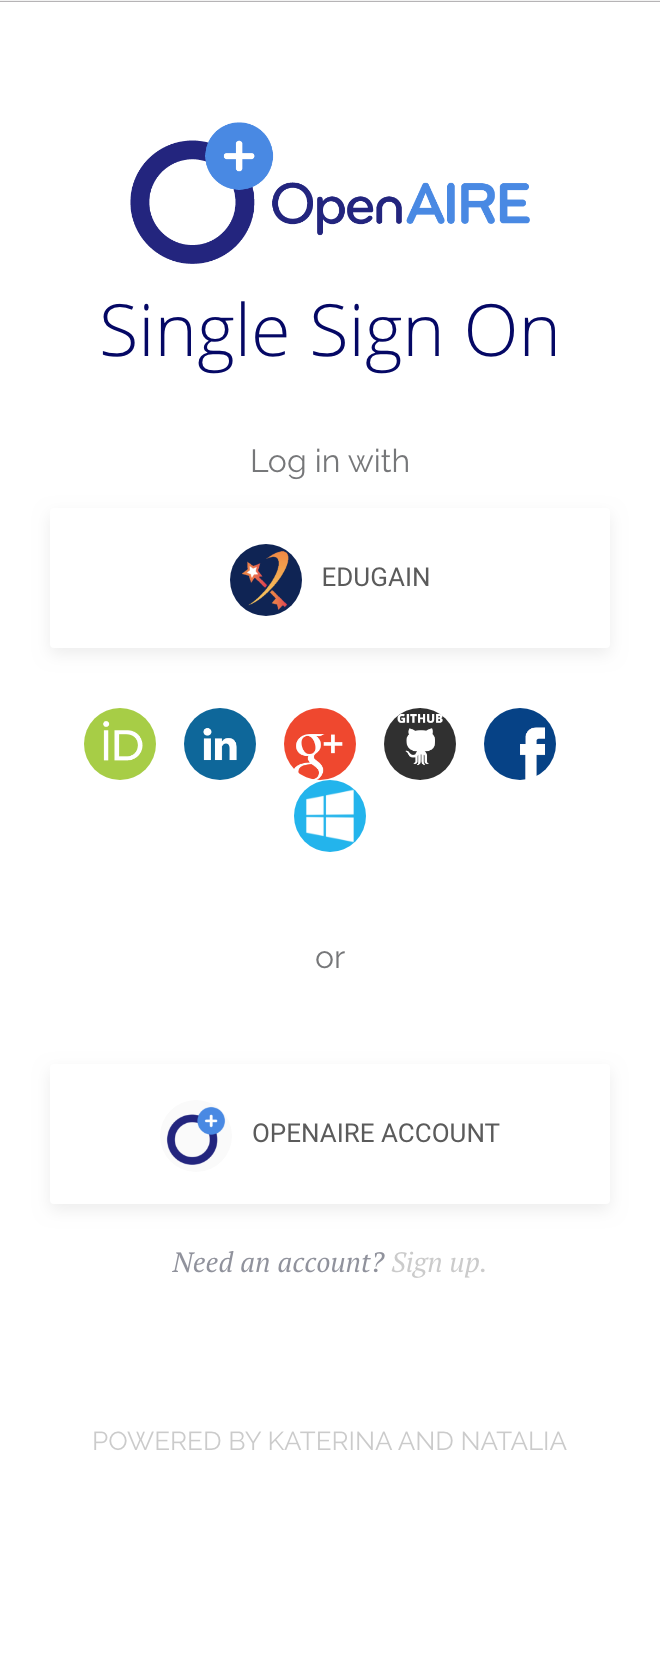 OpenAIRE
Single Sign On
Log in with
EDUGAIN
iD in g+ GITHUB f
or
OPENAIRE ACCOUNT
Need an account? Sign up.
POWERED BY KATERINA AND NATALIA